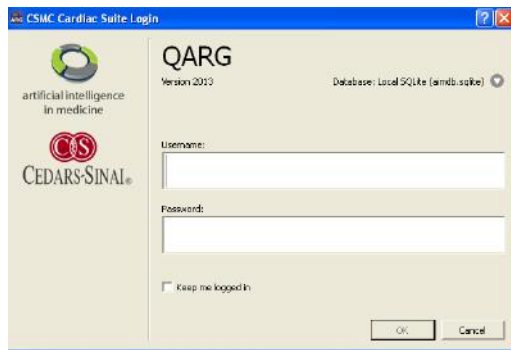 CSMC Cardiac Suite Login
artificial intelligence
in medicine
CS
CEDARS-SINAI®
QARG
Version 2013
Database: Local SQLite (aimdb.sqlite)
Username:
Password:
Keep me logged in
OK
Cancel